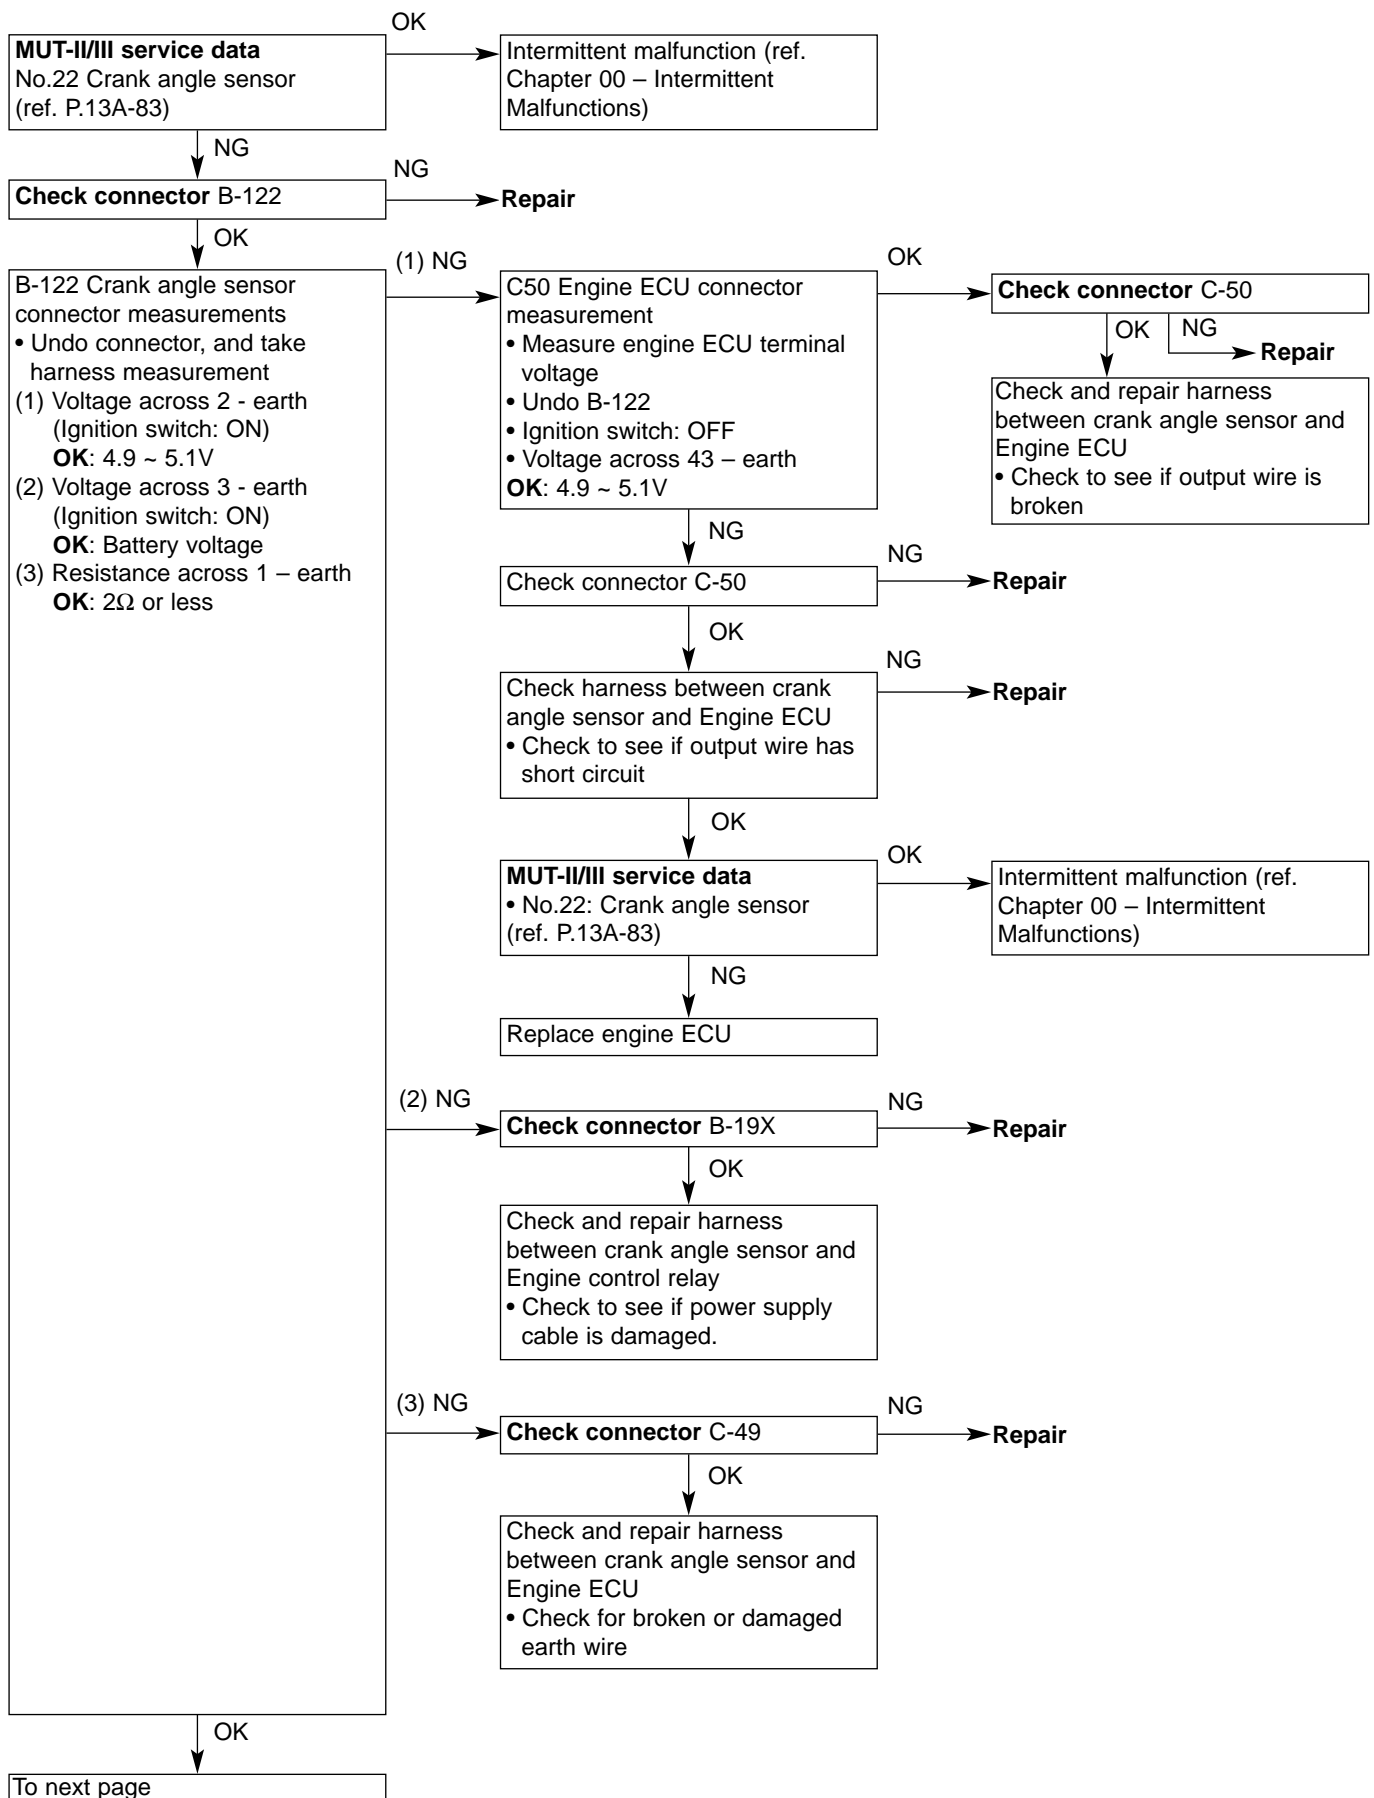 OK
MUT-II/III service data
No.22 Crank angle sensor
(ref. P.13A-83)
Intermittent malfunction (ref.
Chapter 00 – Intermittent
Malfunctions)
NG
Check connector B-122
NG
Repair
OK
B-122 Crank angle sensor
connector measurements
• Undo connector, and take
harness measurement
(1) Voltage across 2 - earth
(Ignition switch: ON)
OK: 4.9 ~ 5.1V
(2) Voltage across 3 - earth
(Ignition switch: ON)
OK: Battery voltage
(3) Resistance across 1 – earth
OK: 2Ω or less
(1) NG
C50 Engine ECU connector
measurement
• Measure engine ECU terminal
voltage
• Undo B-122
• Ignition switch: OFF
• Voltage across 43 – earth
OK: 4.9 ~ 5.1V
OK
Check connector C-50
OK
NG
Repair
Check and repair harness
between crank angle sensor and
Engine ECU
• Check to see if output wire is
broken
NG
Check connector C-50
NG
Repair
OK
Check harness between crank
angle sensor and Engine ECU
• Check to see if output wire has
short circuit
NG
Repair
OK
MUT-II/III service data
• No.22: Crank angle sensor
(ref. P.13A-83)
OK
Intermittent malfunction (ref.
Chapter 00 – Intermittent
Malfunctions)
NG
Replace engine ECU
(2) NG
Check connector B-19X
NG
Repair
OK
Check and repair harness
between crank angle sensor and
Engine control relay
• Check to see if power supply
cable is damaged.
(3) NG
Check connector C-49
NG
Repair
OK
Check and repair harness
between crank angle sensor and
Engine ECU
• Check for broken or damaged
earth wire
OK
To next page